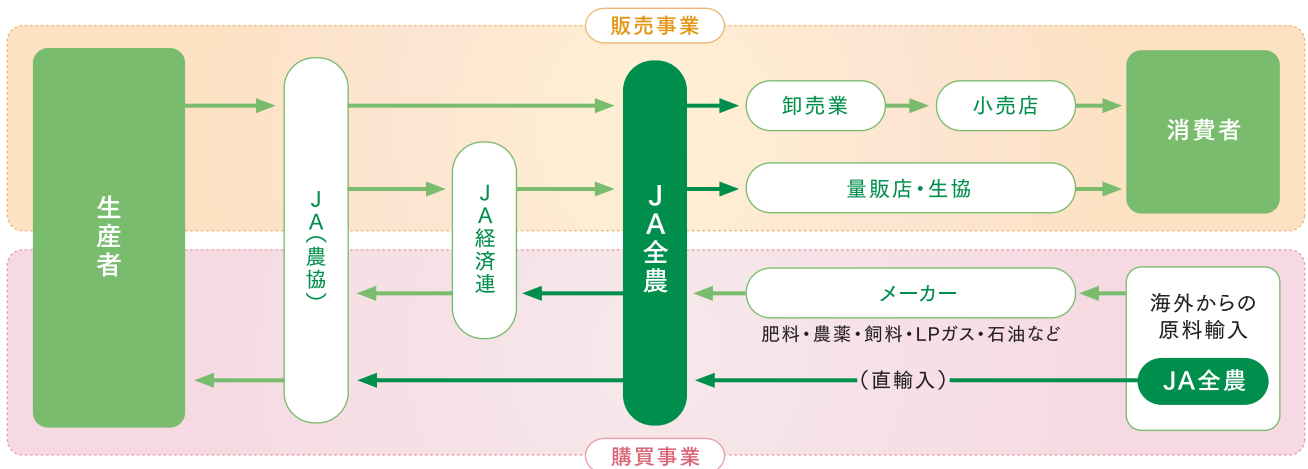 販売事業
生産者
JA(農協)
JA経済連
JA全農
卸売業
小売店
量販店・生協
消費者
メーカー
肥料・農薬・飼料・LPガス・石油など
海外からの
原料輸入
JA全農
(直輸入)
購買事業